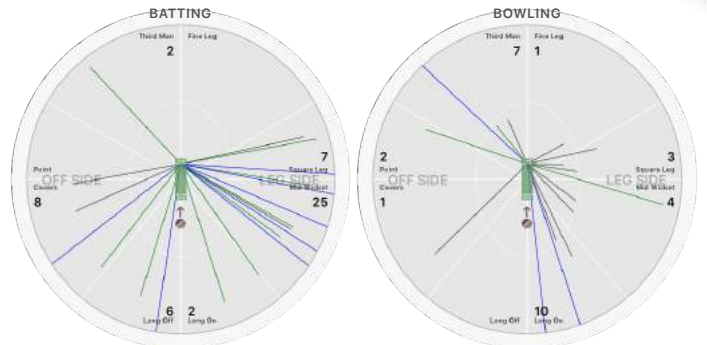 BATTING
Third Man Fine Leg
2
7
Point Square Leg
OFF SIDE LEG SIDE
Covers Mid Wicket
8 25
6 2
Long Off Long On
BOWLING
Third Man Fine Leg
7 1
2 3
Point Square Leg
OFF SIDE LEG SIDE
Covers Mid Wicket
1 4
10
Long Off Long On